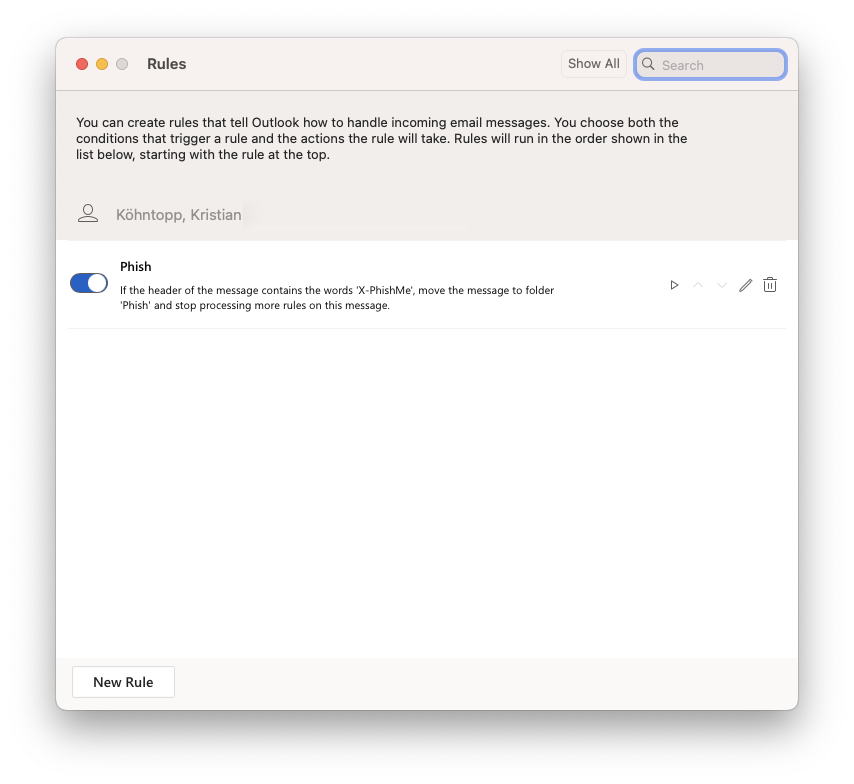 Rules
Show All
Search
You can create rules that tell Outlook how to handle incoming email messages. You choose both the
conditions that trigger a rule and the actions the rule will take. Rules will run in the order shown in the
list below, starting with the rule at the top.
Köhntopp, Kristian
Phish
If the header of the message contains the words 'X-PhishMe', move the message to folder
'Phish' and stop processing more rules on this message.
New Rule